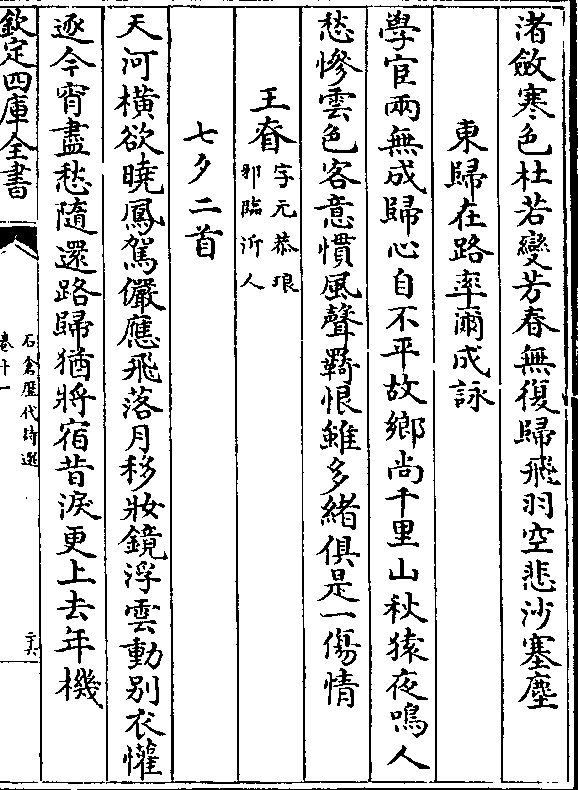 渚斂寒色杜若變芳春無復歸飛羽空悲沙塞塵
東歸在路率爾成詠
學宦兩無成歸心自不平故鄉尚千里山秋猿夜鳴人
愁慘雲色客意慣風聲羇恨雖多緒俱是一傷情
王眘字元恭琅
邪臨沂人
七夕二首
天河橫欲曉鳳駕儼應飛落月移妝鏡浮雲動別衣懽
逐今宵盡愁隨還路歸猶將宿昔淚更上去年機
欽定四庫全書
石倉歷代詩選
卷十一
二六